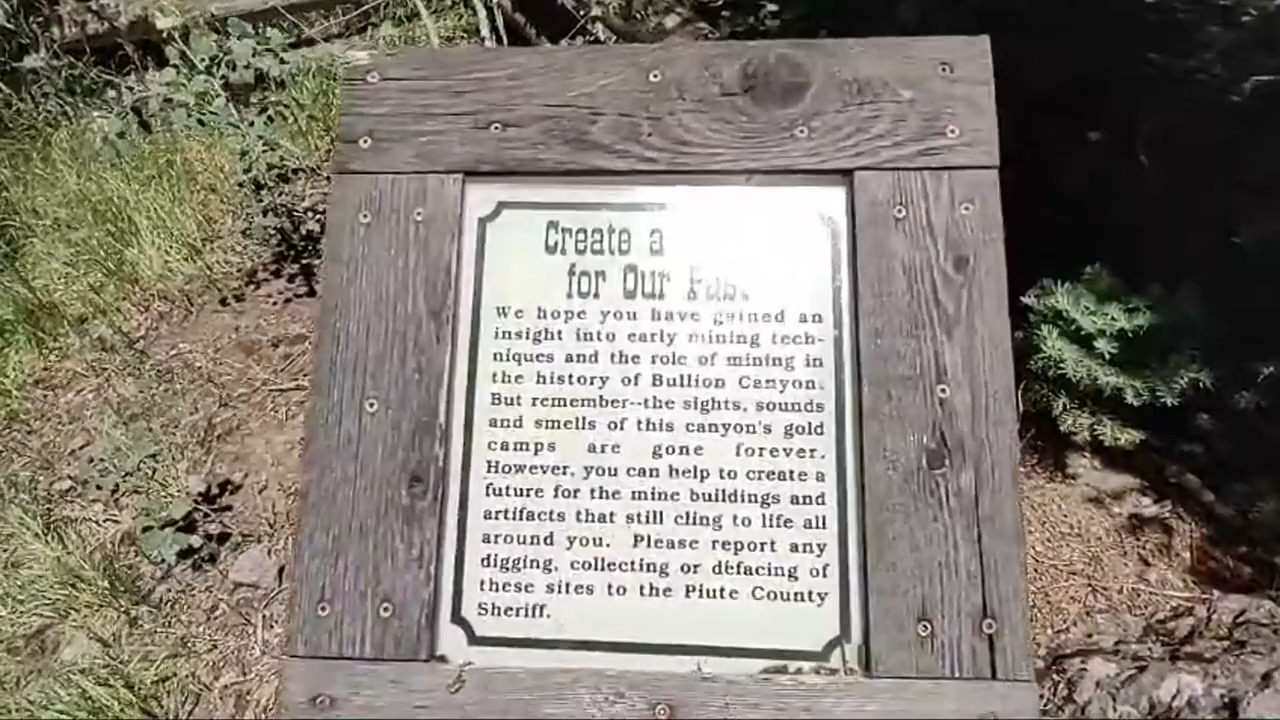 Create a
for Our Past
We hope you have gained an
insight into early mining tech-
niques and the role of mining in
the history of Bullion Canyon.
But remember--the sights, sounds
and smells of this canyon's gold
camps are gone forever.
However, you can help to create a
future for the mine buildings and
artifacts that still cling to life all
around you. Please report any
digging, collecting or defacing of
these sites to the Piute County
Sheriff.